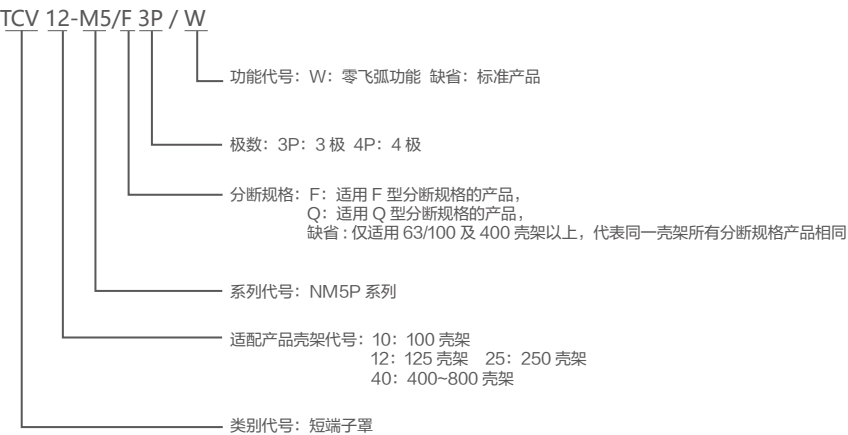 TCV 12-M5/F 3P / W
功能代号：W：零飞弧功能 缺省：标准产品
极数：3P：3 极 4P：4 极
分断规格：F：适用 F 型分断规格的产品，
Q：适用 Q 型分断规格的产品，
缺省 : 仅适用 63/100 及 400 壳架以上，代表同一壳架所有分断规格产品相同
系列代号：NM5P 系列
适配产品壳架代号：10：100 壳架
12：125 壳架 25：250 壳架
40：400~800 壳架
类别代号：短端子罩